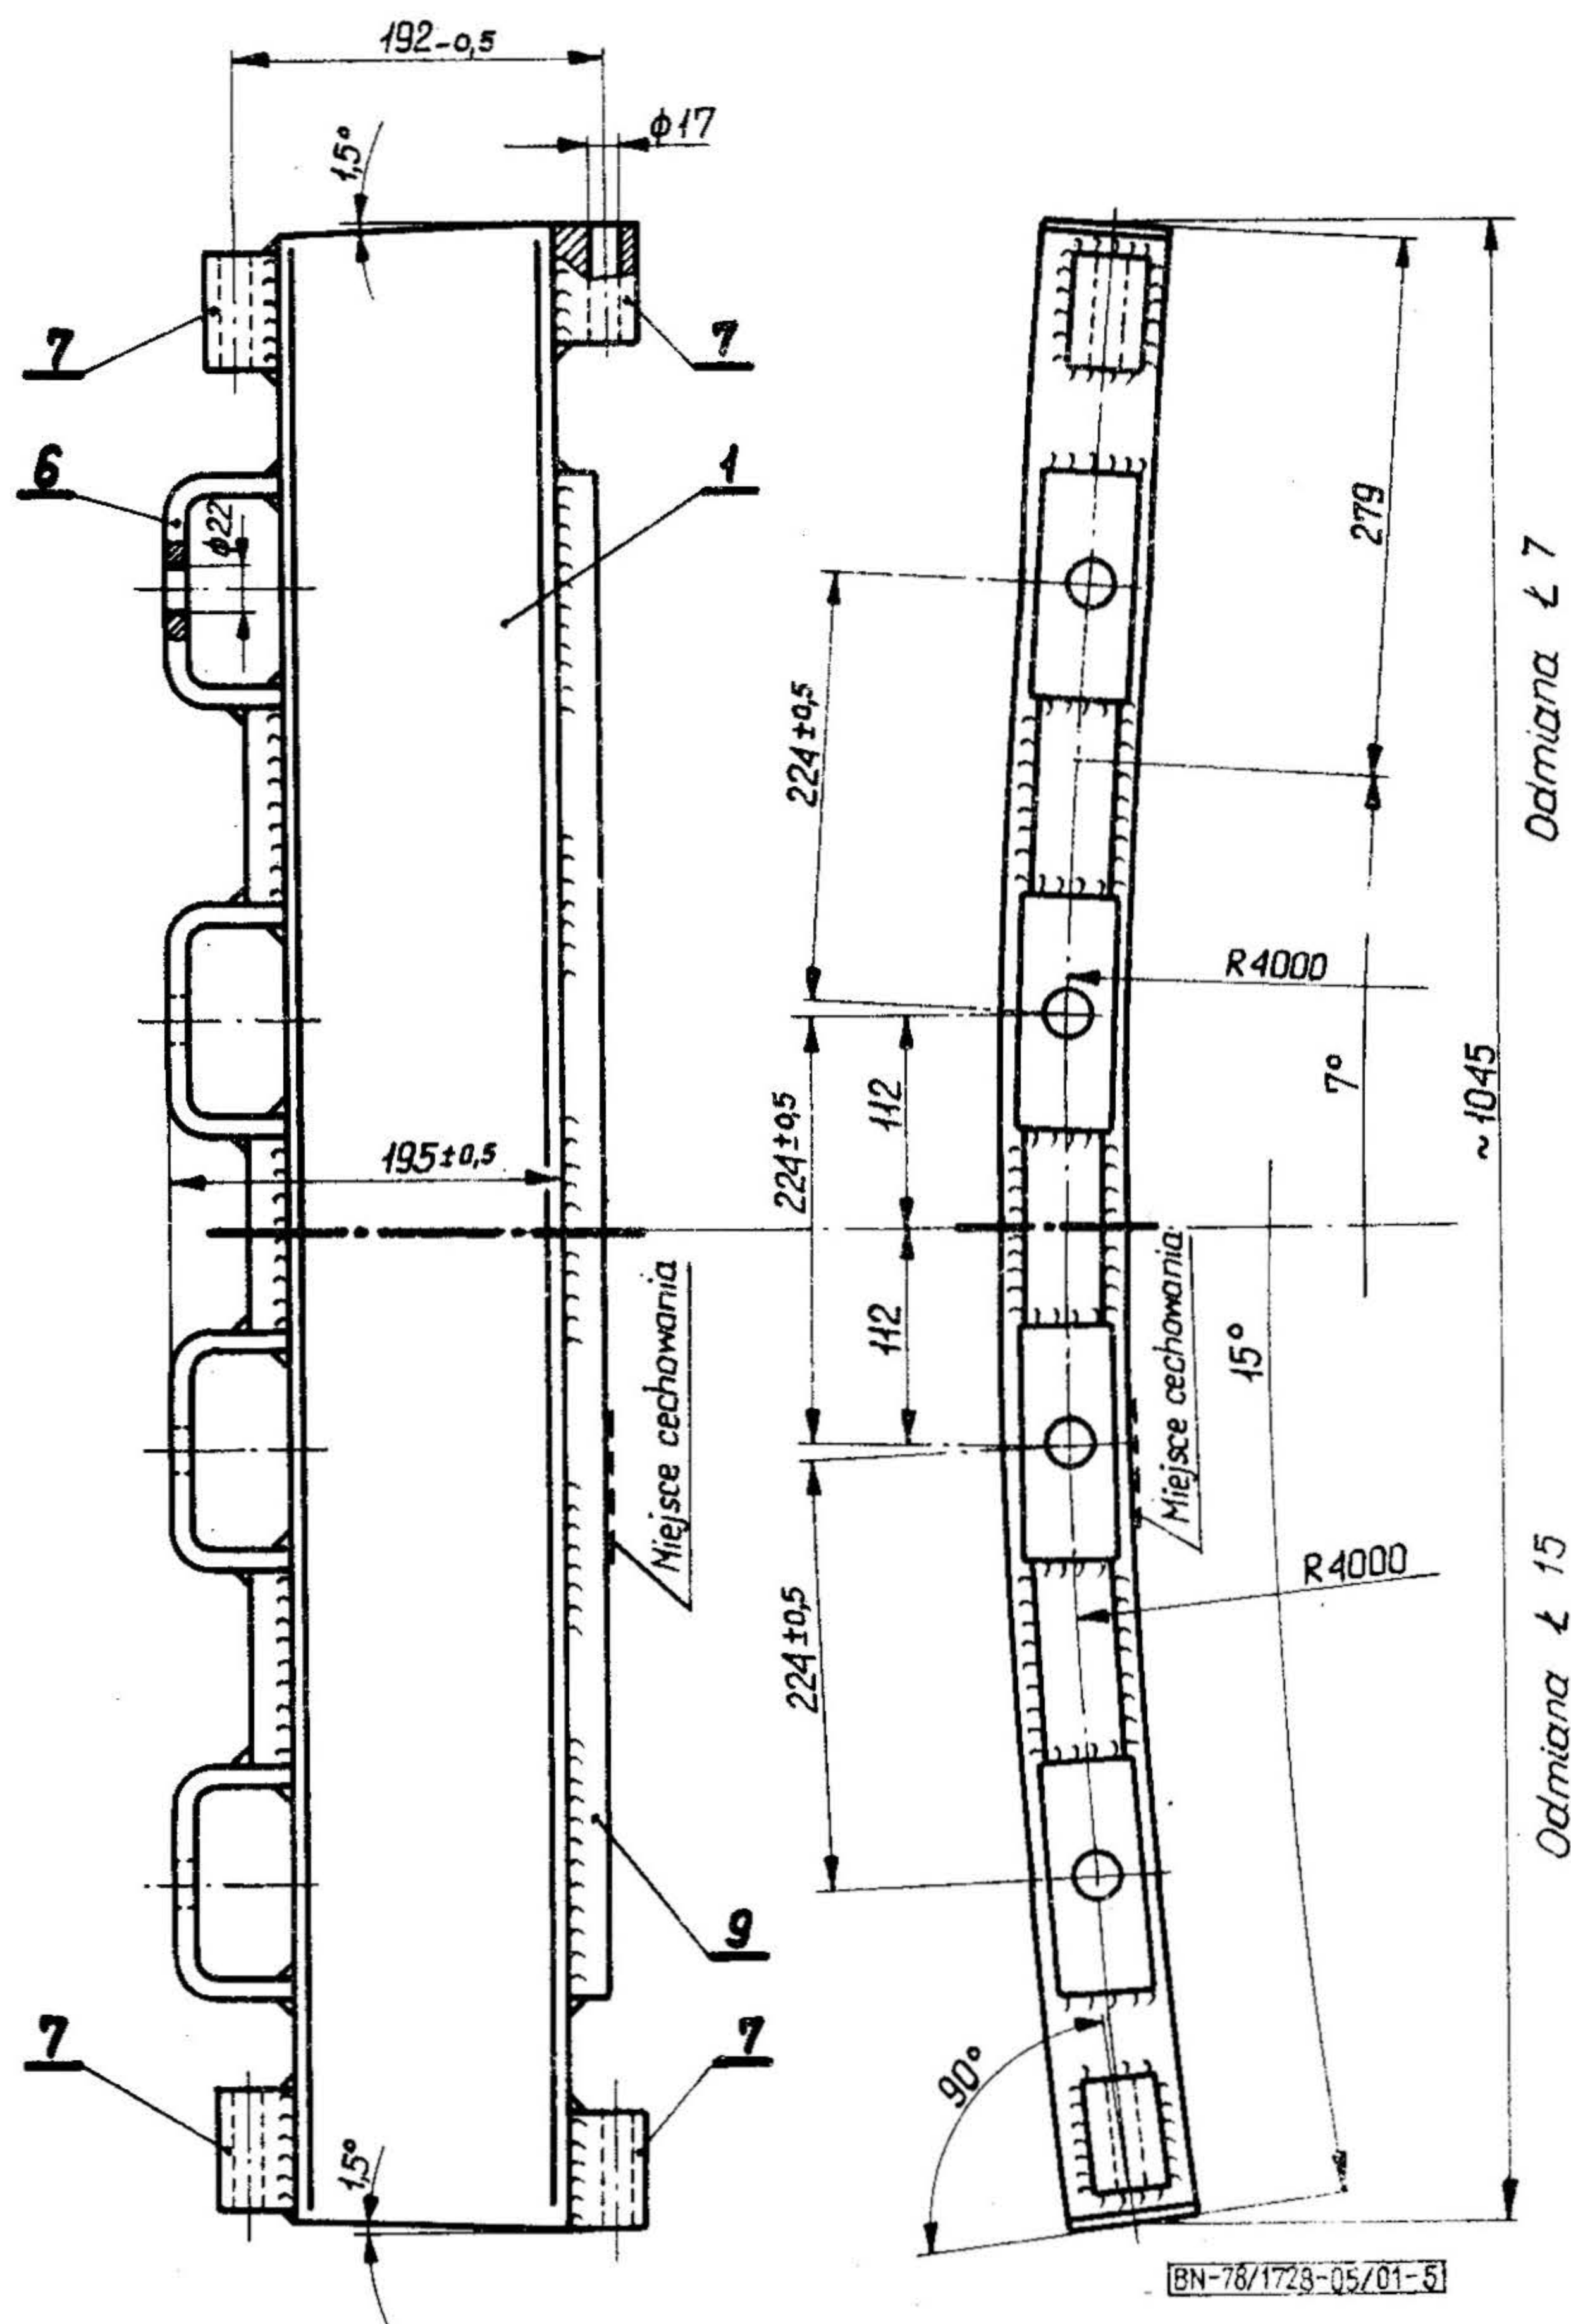 192-0,5
1,5°
ϕ17
7
7
6
ϕ22
1
279
Odmiana Ł 7
224±0,5
R4000
7°
~1045
224±0,5
112
195±0,5
112
Miejsce cechowania
Miejsce cechowania
15°
R4000
224±0,5
Odmiana Ł 15
9
7
7
90°
1,5°
BN-78/1728-05/01-5